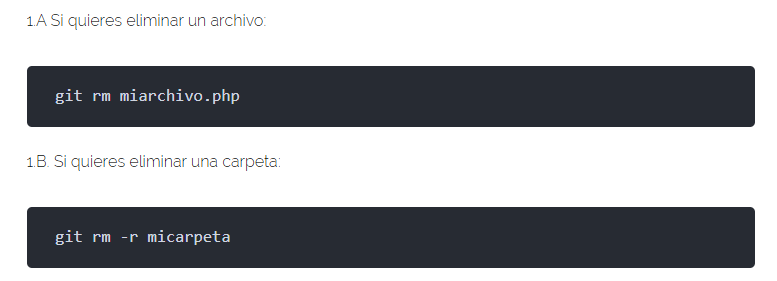 1.A Si quieres eliminar un archivo:
git rm miarchivo.php
1.B. Si quieres eliminar una carpeta:
git rm -r micarpeta